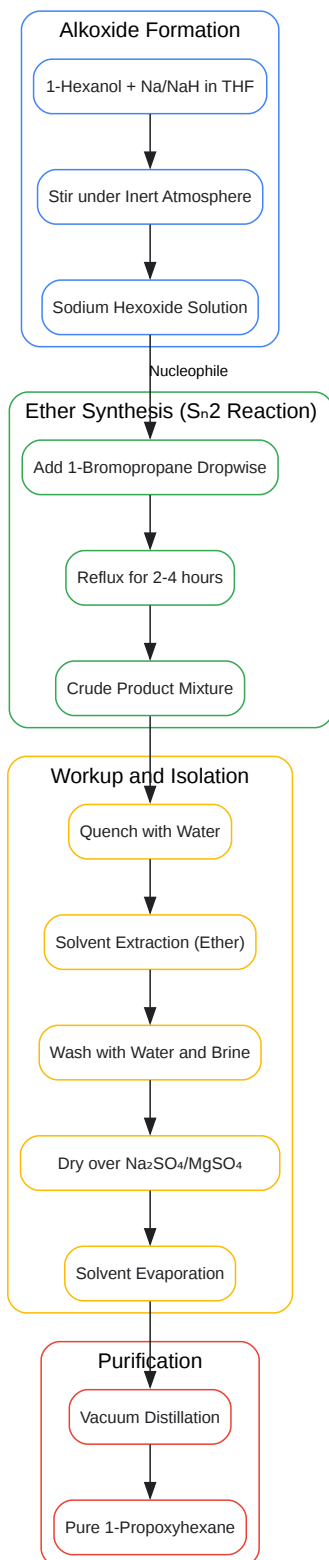 Alkoxide Formation
1-Hexanol + Na/NaH in THF
Stir under Inert Atmosphere
Sodium Hexoxide Solution
Nucleophile
Ether Synthesis (Sₙ2 Reaction)
Add 1-Bromopropane Dropwise
Reflux for 2-4 hours
Crude Product Mixture
Workup and Isolation
Quench with Water
Solvent Extraction (Ether)
Wash with Water and Brine
Dry over Na₂SO₄/MgSO₄
Solvent Evaporation
Purification
Vacuum Distillation
Pure 1-Propoxyhexane